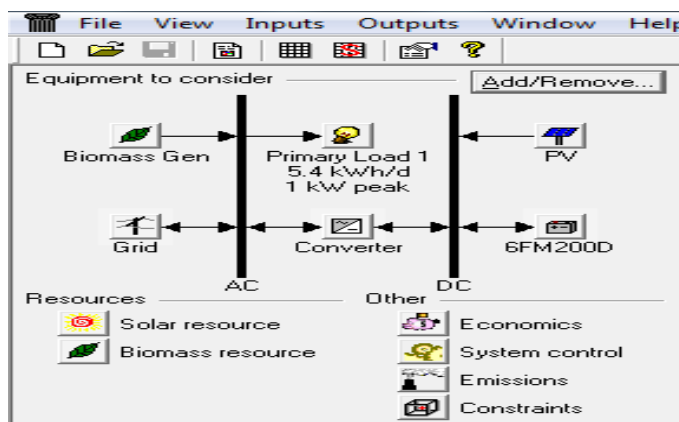 File View Inputs Outputs Window Help
Equipment to consider Add/Remove...
Biomass Gen Primary Load 1 PV
5.4 kWh/d
1 kW peak
Grid Converter 6FM200D
AC DC
Resources Other
Solar resource Economics
Biomass resource System control
Emissions
Constraints